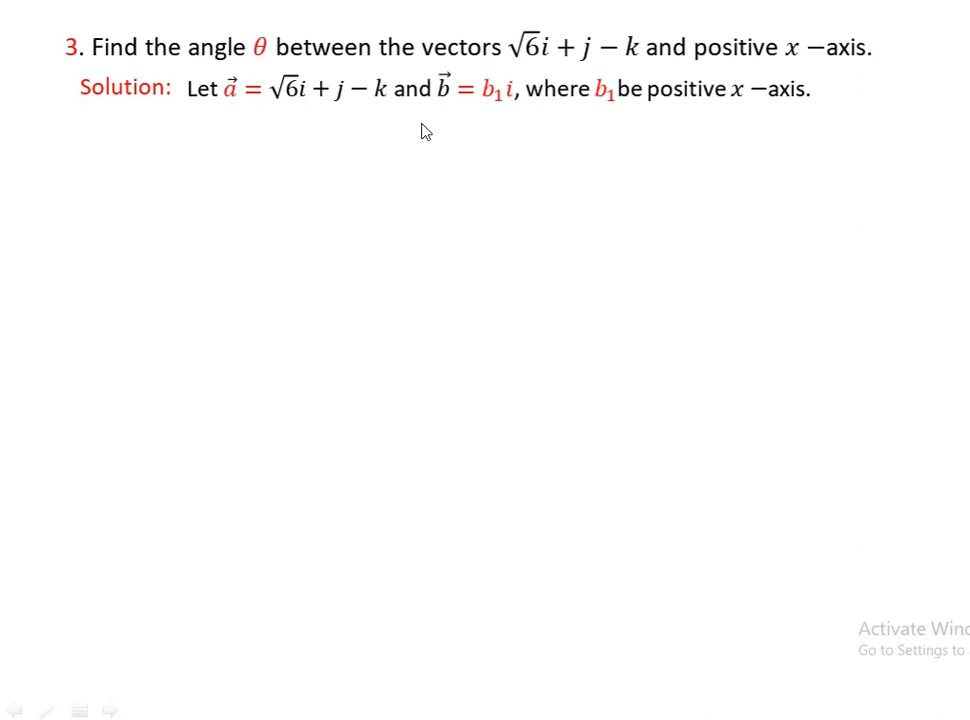 3. Find the angle θ between the vectors √6i + j − k and positive x −axis.
Solution: Let a⃗ = √6i + j − k and b⃗ = b₁i, where b₁ be positive x −axis.
Activate Wind
Go to Settings to